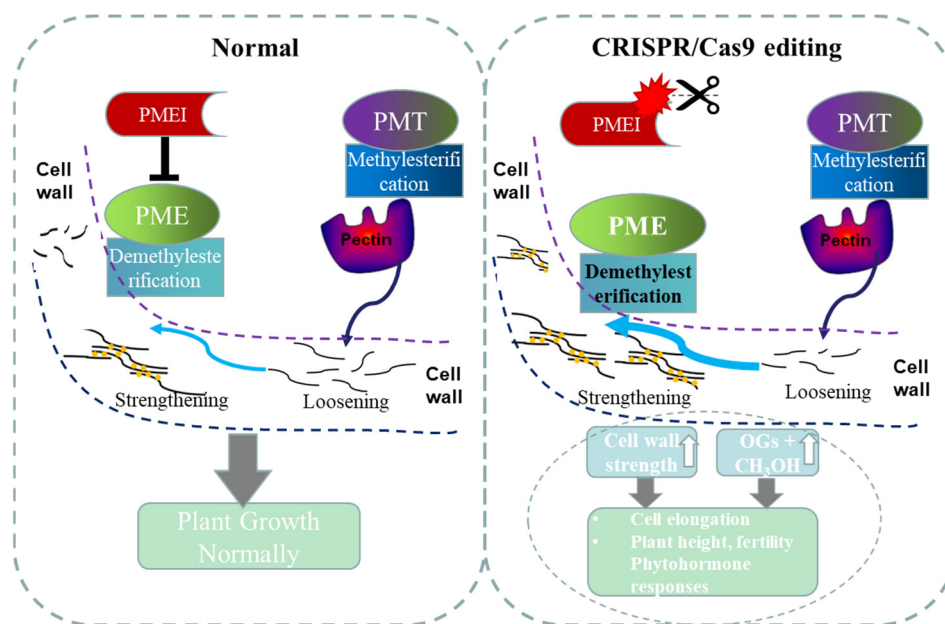 Normal
PMEI
PMT
Methylesterifi
cation
Cell
wall
PME
Pectin
Demethyleste
rification
Strengthening
Loosening
Cell
wall
Plant Growth
Normally
CRISPR/Cas9 editing
PMEI
PMT
Methylesterifi
cation
Cell
wall
PME
Pectin
Demethylest
erification
Strengthening
Loosening
Cell
wall
Cell wall
strength
OGs +
CH₃OH
• Cell elongation
• Plant height, fertility
Phytohormone
responses